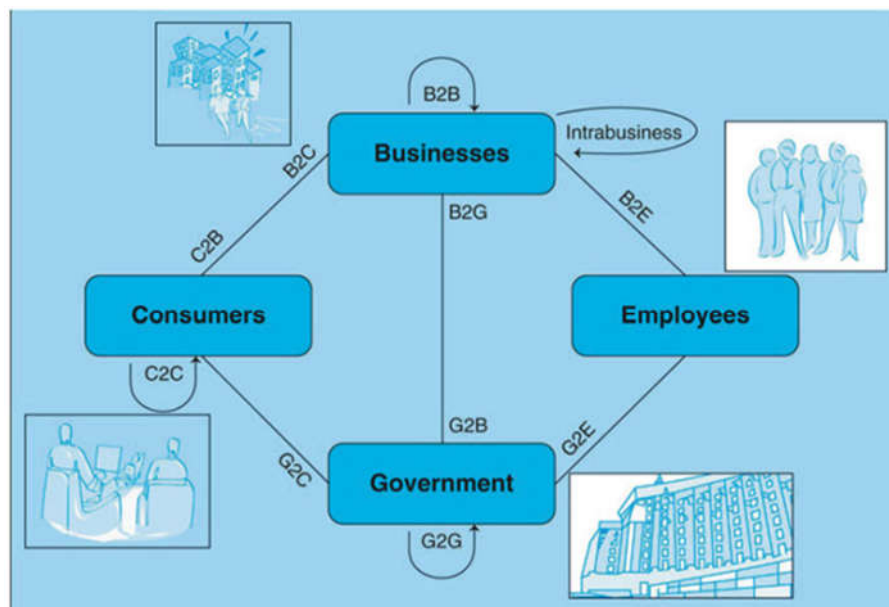 B2B
Businesses
Intrabusiness
B2C
B2G
B2E
C2B
Consumers
Employees
C2C
G2B
G2C
G2E
Government
G2G